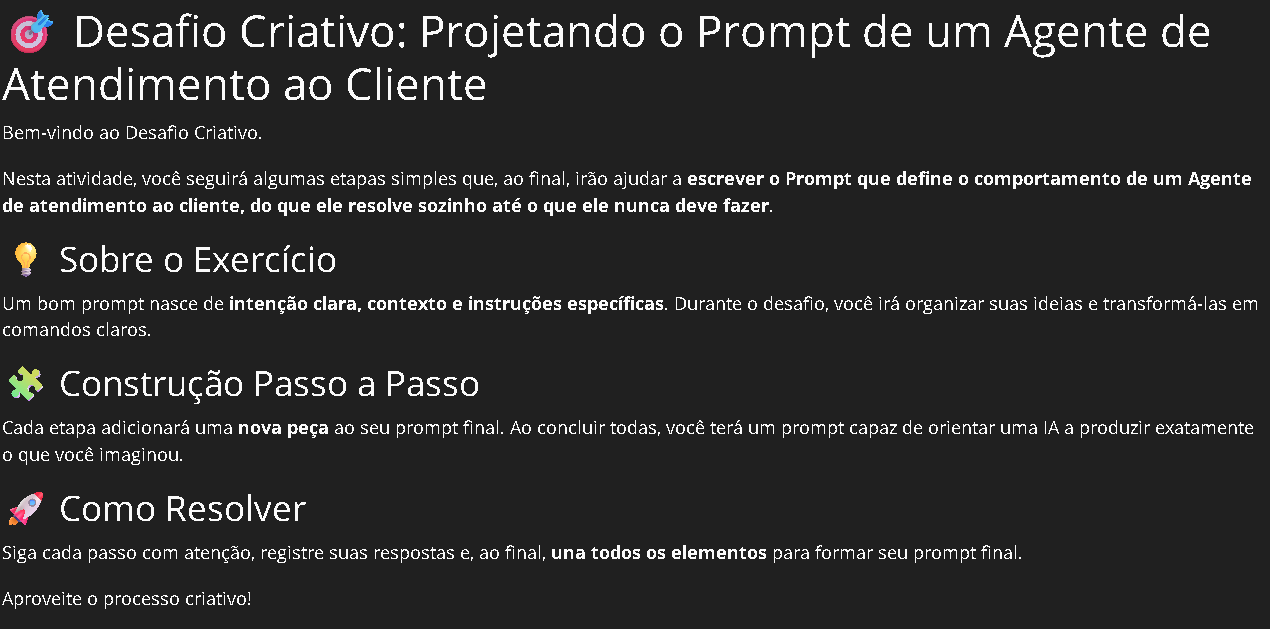 🎯 Desafio Criativo: Projetando o Prompt de um Agente de
Atendimento ao Cliente
Bem-vindo ao Desafio Criativo.
Nesta atividade, você seguirá algumas etapas simples que, ao final, irão ajudar a escrever o Prompt que define o comportamento de um Agente
de atendimento ao cliente, do que ele resolve sozinho até o que ele nunca deve fazer.
💡 Sobre o Exercício
Um bom prompt nasce de intenção clara, contexto e instruções específicas. Durante o desafio, você irá organizar suas ideias e transformá-las em
comandos claros.
🧩 Construção Passo a Passo
Cada etapa adicionará uma nova peça ao seu prompt final. Ao concluir todas, você terá um prompt capaz de orientar uma IA a produzir exatamente
o que você imaginou.
🚀 Como Resolver
Siga cada passo com atenção, registre suas respostas e, ao final, una todos os elementos para formar seu prompt final.
Aproveite o processo criativo!